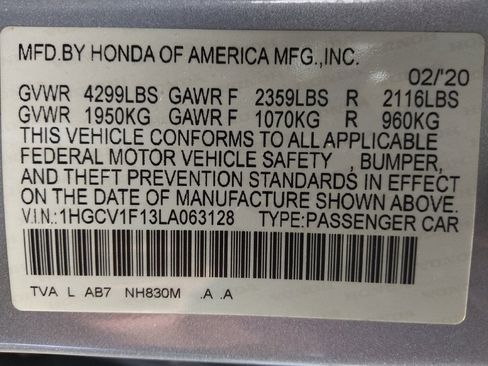 MFD.BY HONDA OF AMERICA MFG.,INC.
02/'20
GVWR 4299LBS GAWR F 2359LBS R 2116LBS
GVWR 1950KG GAWR F 1070KG R 960KG
THIS VEHICLE CONFORMS TO ALL APPLICABLE
FEDERAL MOTOR VEHICLE SAFETY , BUMPER,
AND THEFT PREVENTION STANDARDS IN EFFECT
ON THE DATE OF MANUFACTURE SHOWN ABOVE.
V.I.N.:1HGCV1F13LA063128 TYPE:PASSENGER CAR
TVA L AB7 NH830M .A .A